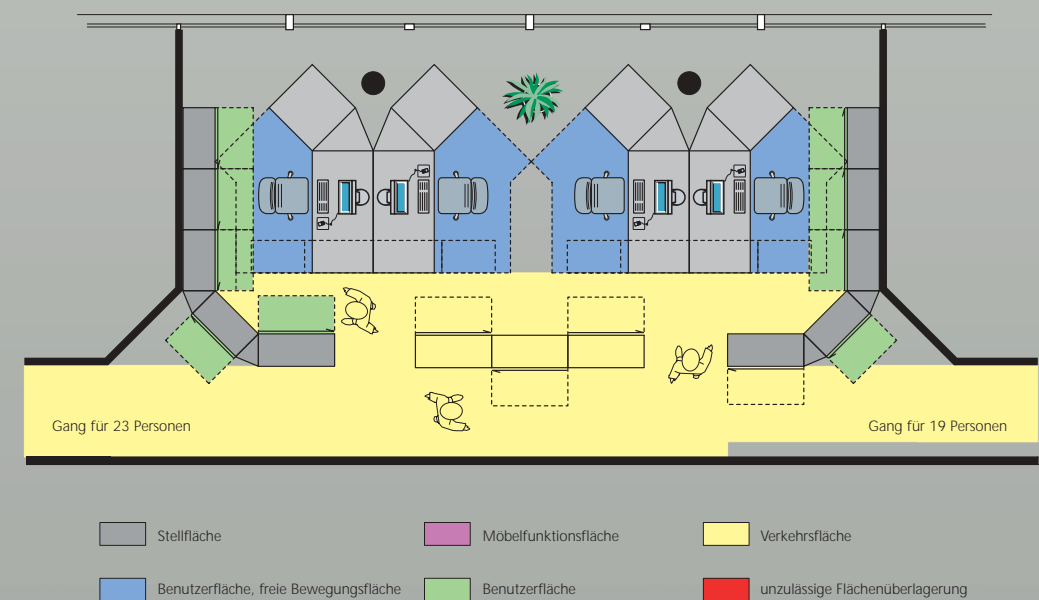 Gang für 23 Personen
Gang für 19 Personen
Stellfläche
Möbelfunktionsfläche
Verkehrsfläche
Benutzerfläche, freie Bewegungsfläche
Benutzerfläche
unzulässige Flächenüberlagerung